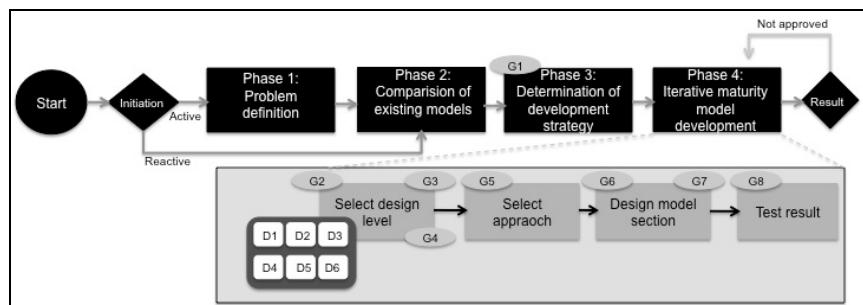 Not approved
Start
Initiation
Active
Reactive
Phase 1:
Problem
definition
Phase 2:
Comparision of
existing models
G1
Phase 3:
Determination of
development
strategy
Phase 4:
Iterative maturity
model
development
Result
G2
G3
Select design
level
G4
D1 D2 D3
D4 D5 D6
G5
Select
appraoch
G6
G7
Design model
section
G8
Test result